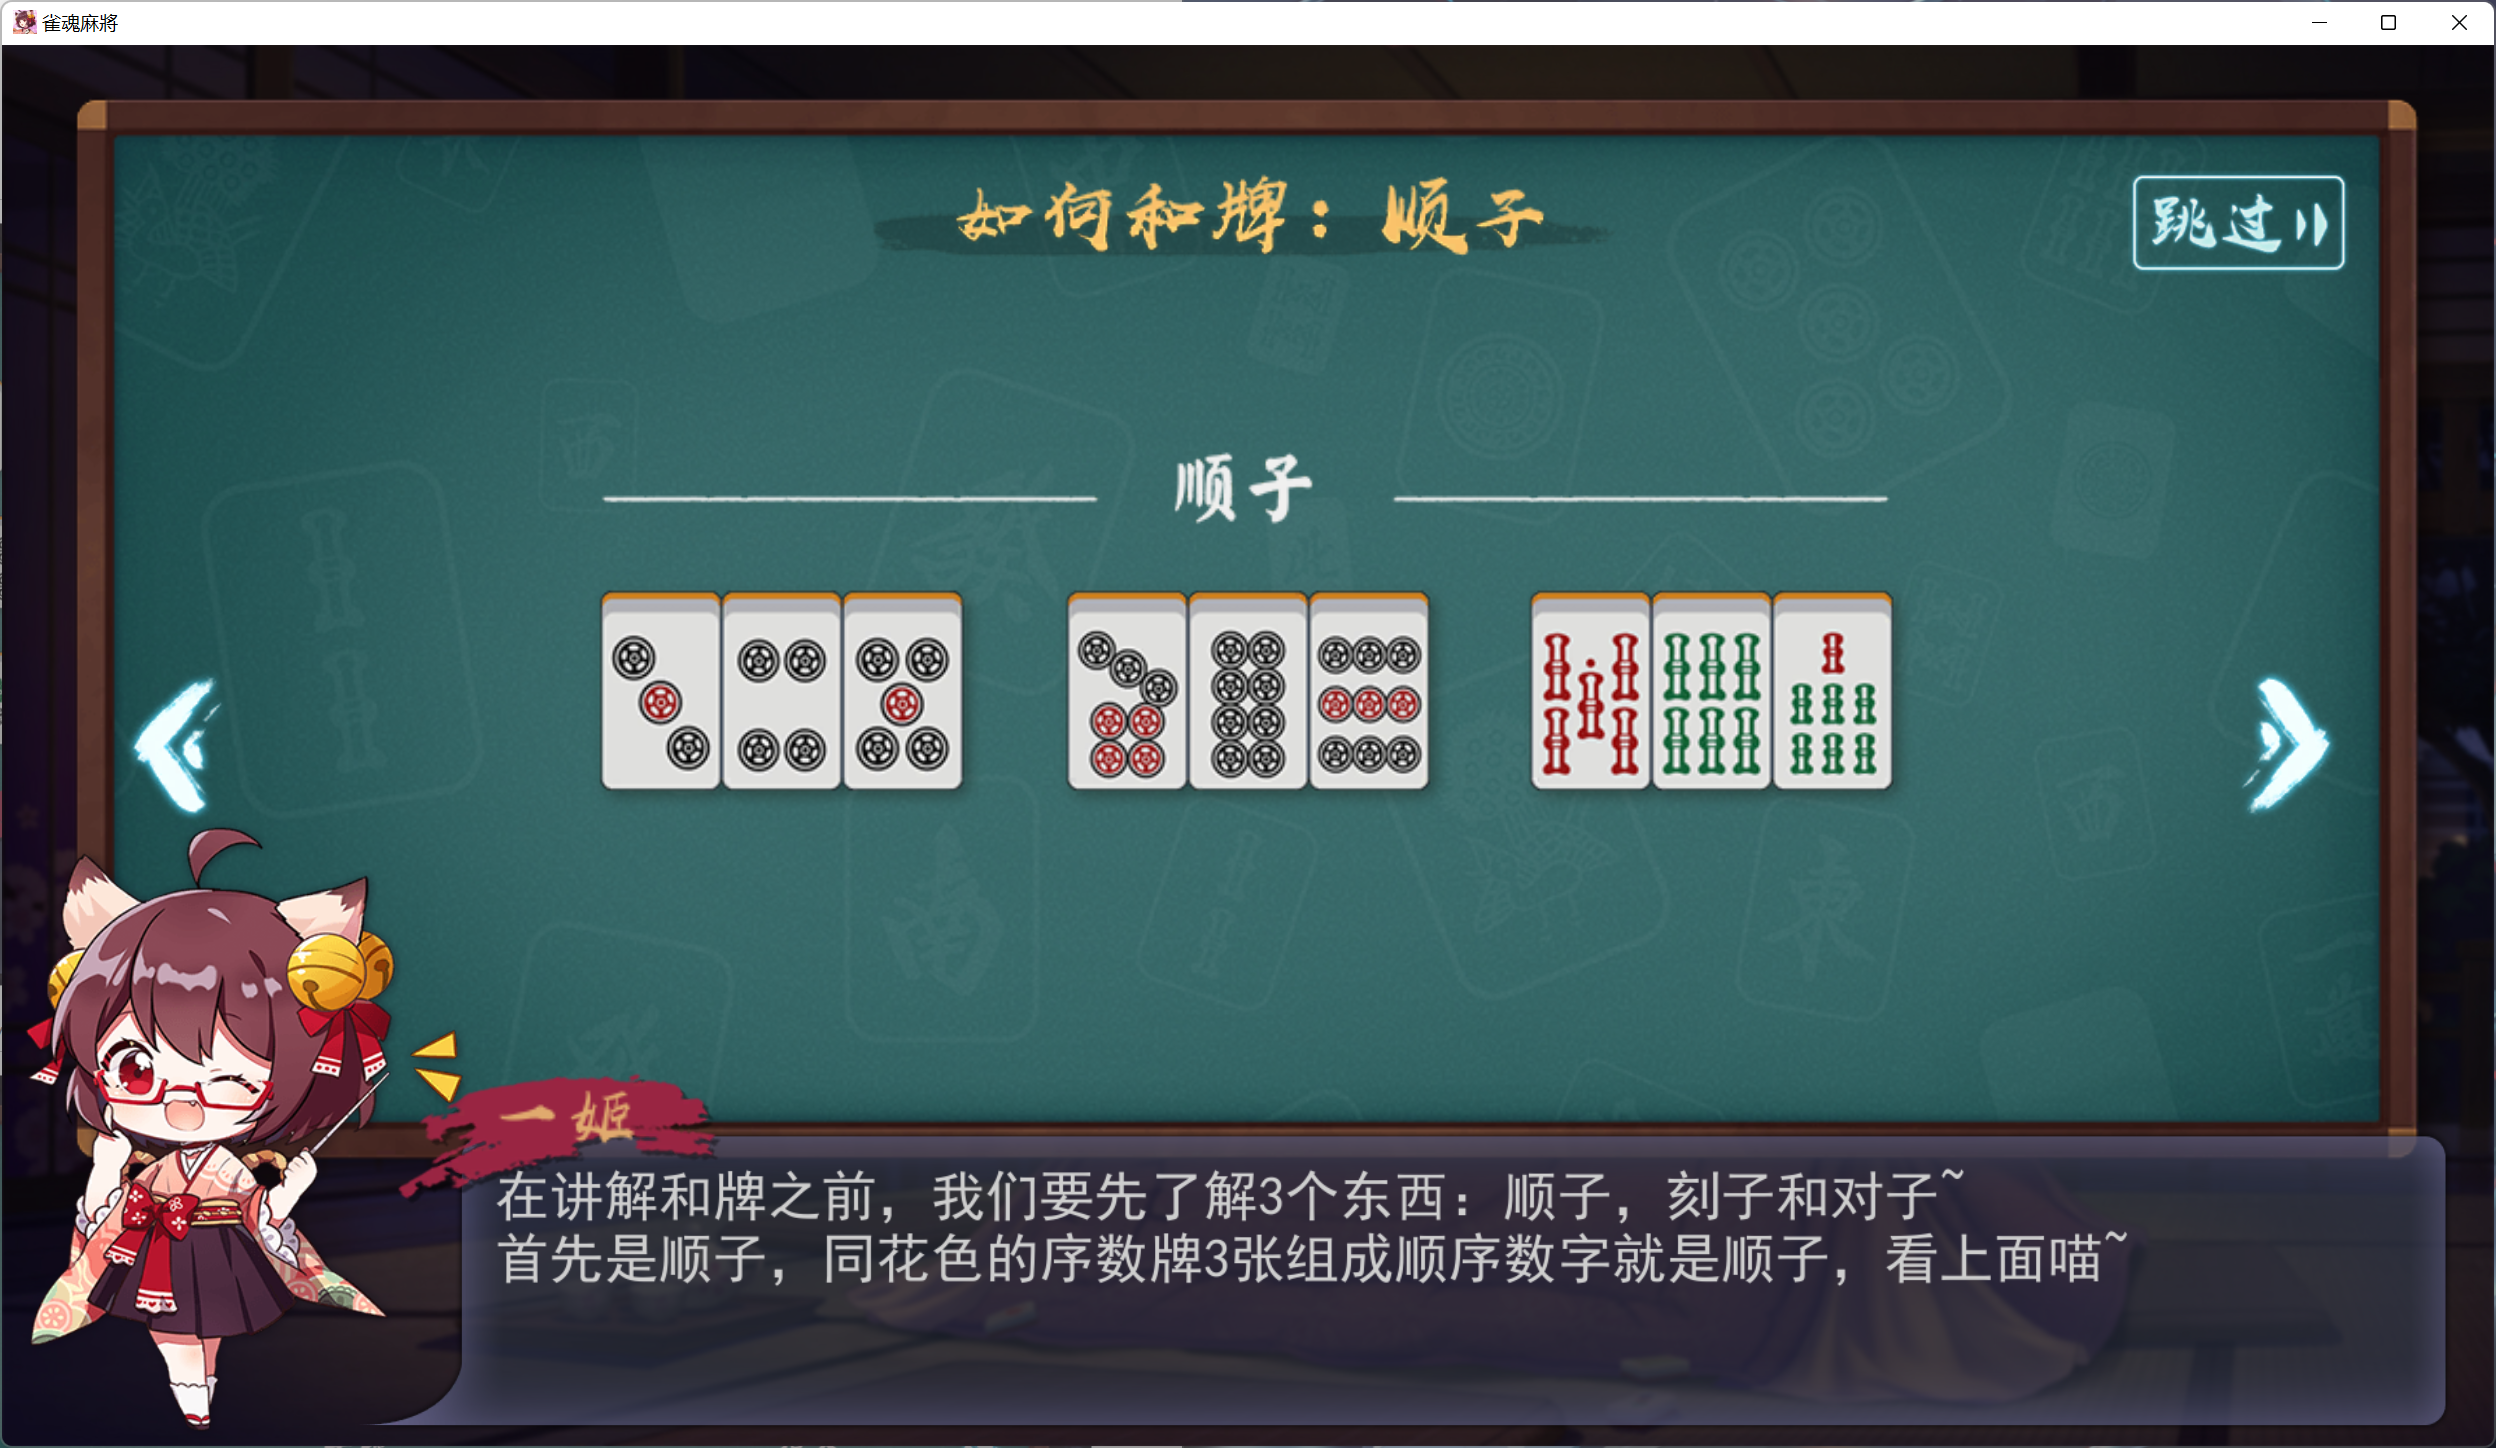 雀魂麻將
如何和牌：顺子
跳过
顺子
一姬
在讲解和牌之前，我们要先了解3个东西：顺子，刻子和对子~
首先是顺子，同花色的序数牌3张组成顺序数字就是顺子，看上面喵~